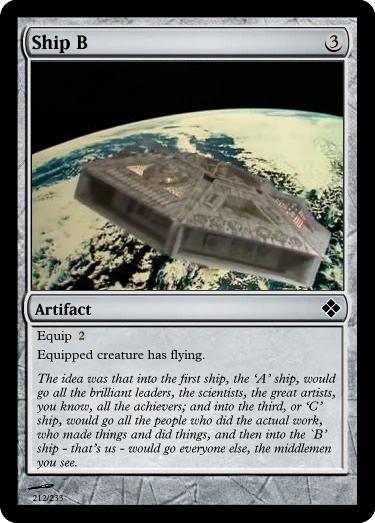 Ship B 3
Artifact
Equip 2
Equipped creature has flying.
The idea was that into the first ship, the 'A' ship, would
go all the brilliant leaders, the scientists, the great artists,
you know, all the achievers; and into the third, or 'C'
ship, would go all the people who did the actual work,
who made things and did things, and then into the `B'
ship - that's us - would go everyone else, the middlemen
you see.
212/233